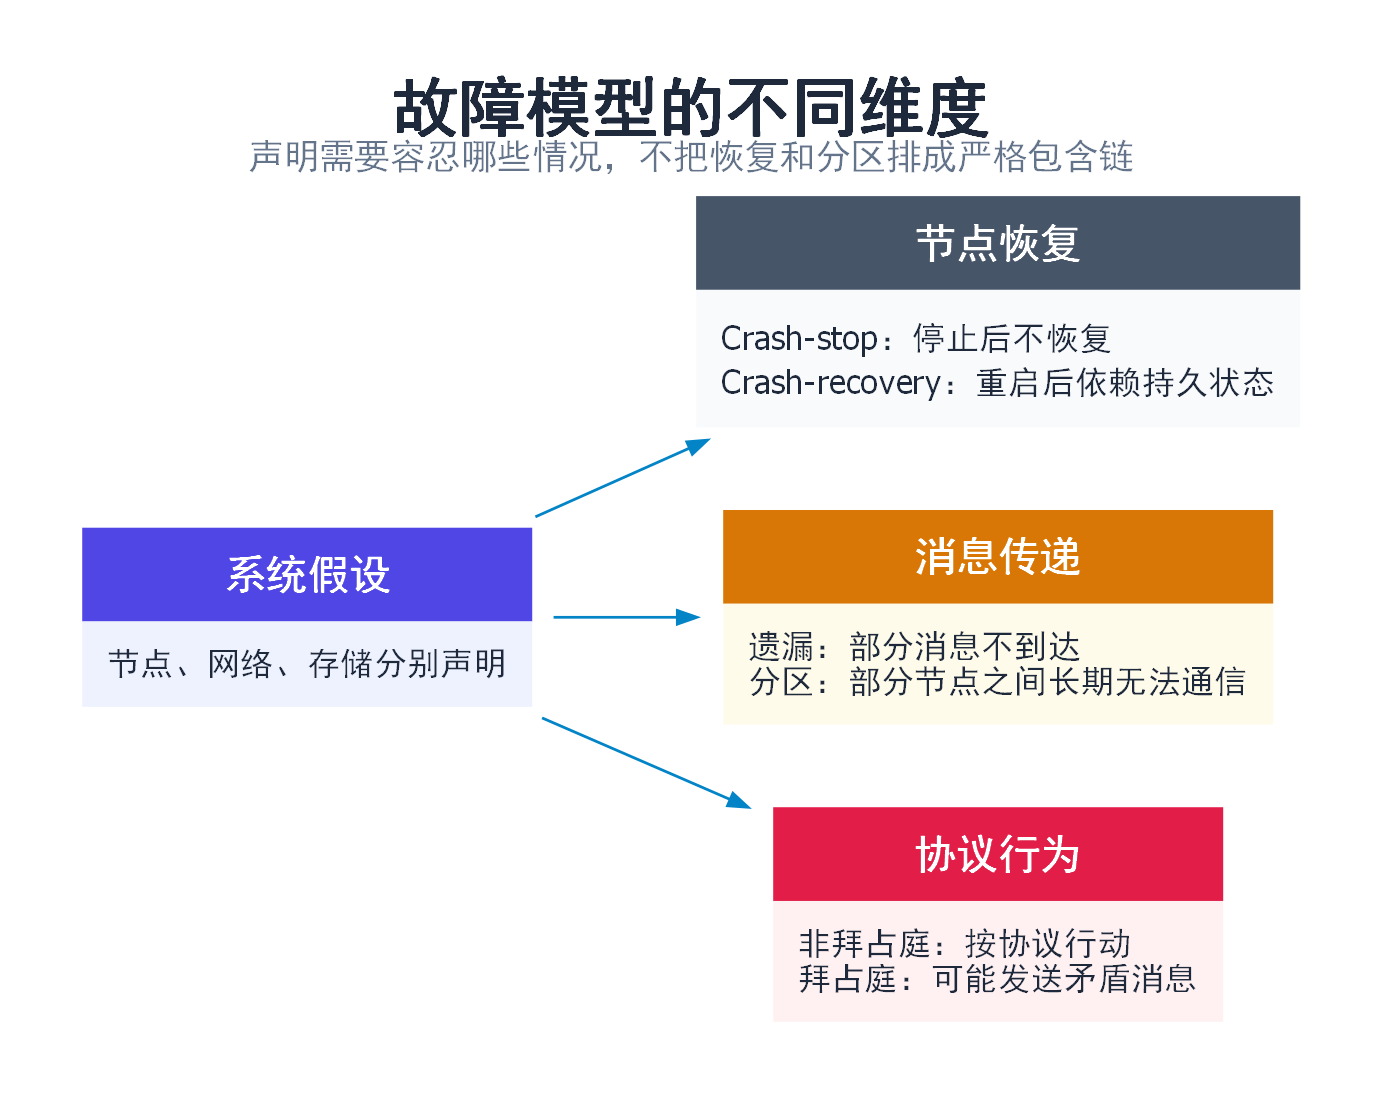 故障模型的不同维度
声明需要容忍哪些情况，不把恢复和分区排成严格包含链
节点恢复
Crash-stop：停止后不恢复
Crash-recovery：重启后依赖持久状态
系统假设
节点、网络、存储分别声明
消息传递
遗漏：部分消息不到达
分区：部分节点之间长期无法通信
协议行为
非拜占庭：按协议行动
拜占庭：可能发送矛盾消息